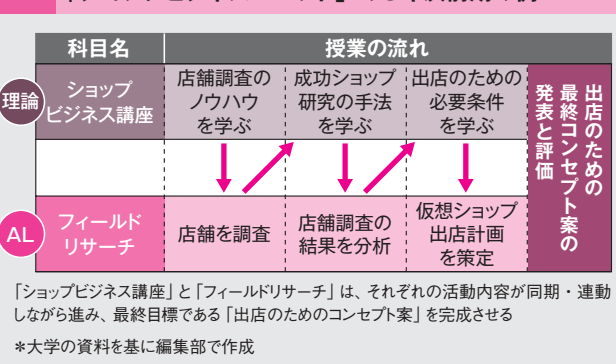 科目名
授業の流れ
理論
ショップ
ビジネス講座
店舗調査の
ノウハウ
を学ぶ
成功ショップ
研究の手法
を学ぶ
出店のための
必要条件
を学ぶ
AL
フィールド
リサーチ
店舗を調査
店舗調査の
結果を分析
仮想ショップ
出店計画
を策定
出店のための
最終コンセプト案の
発表と評価
「ショップビジネス講座」と「フィールドリサーチ」は、それぞれの活動内容が同期・連動
しながら進み、最終目標である「出店のためのコンセプト案」を完成させる
＊大学の資料を基に編集部で作成